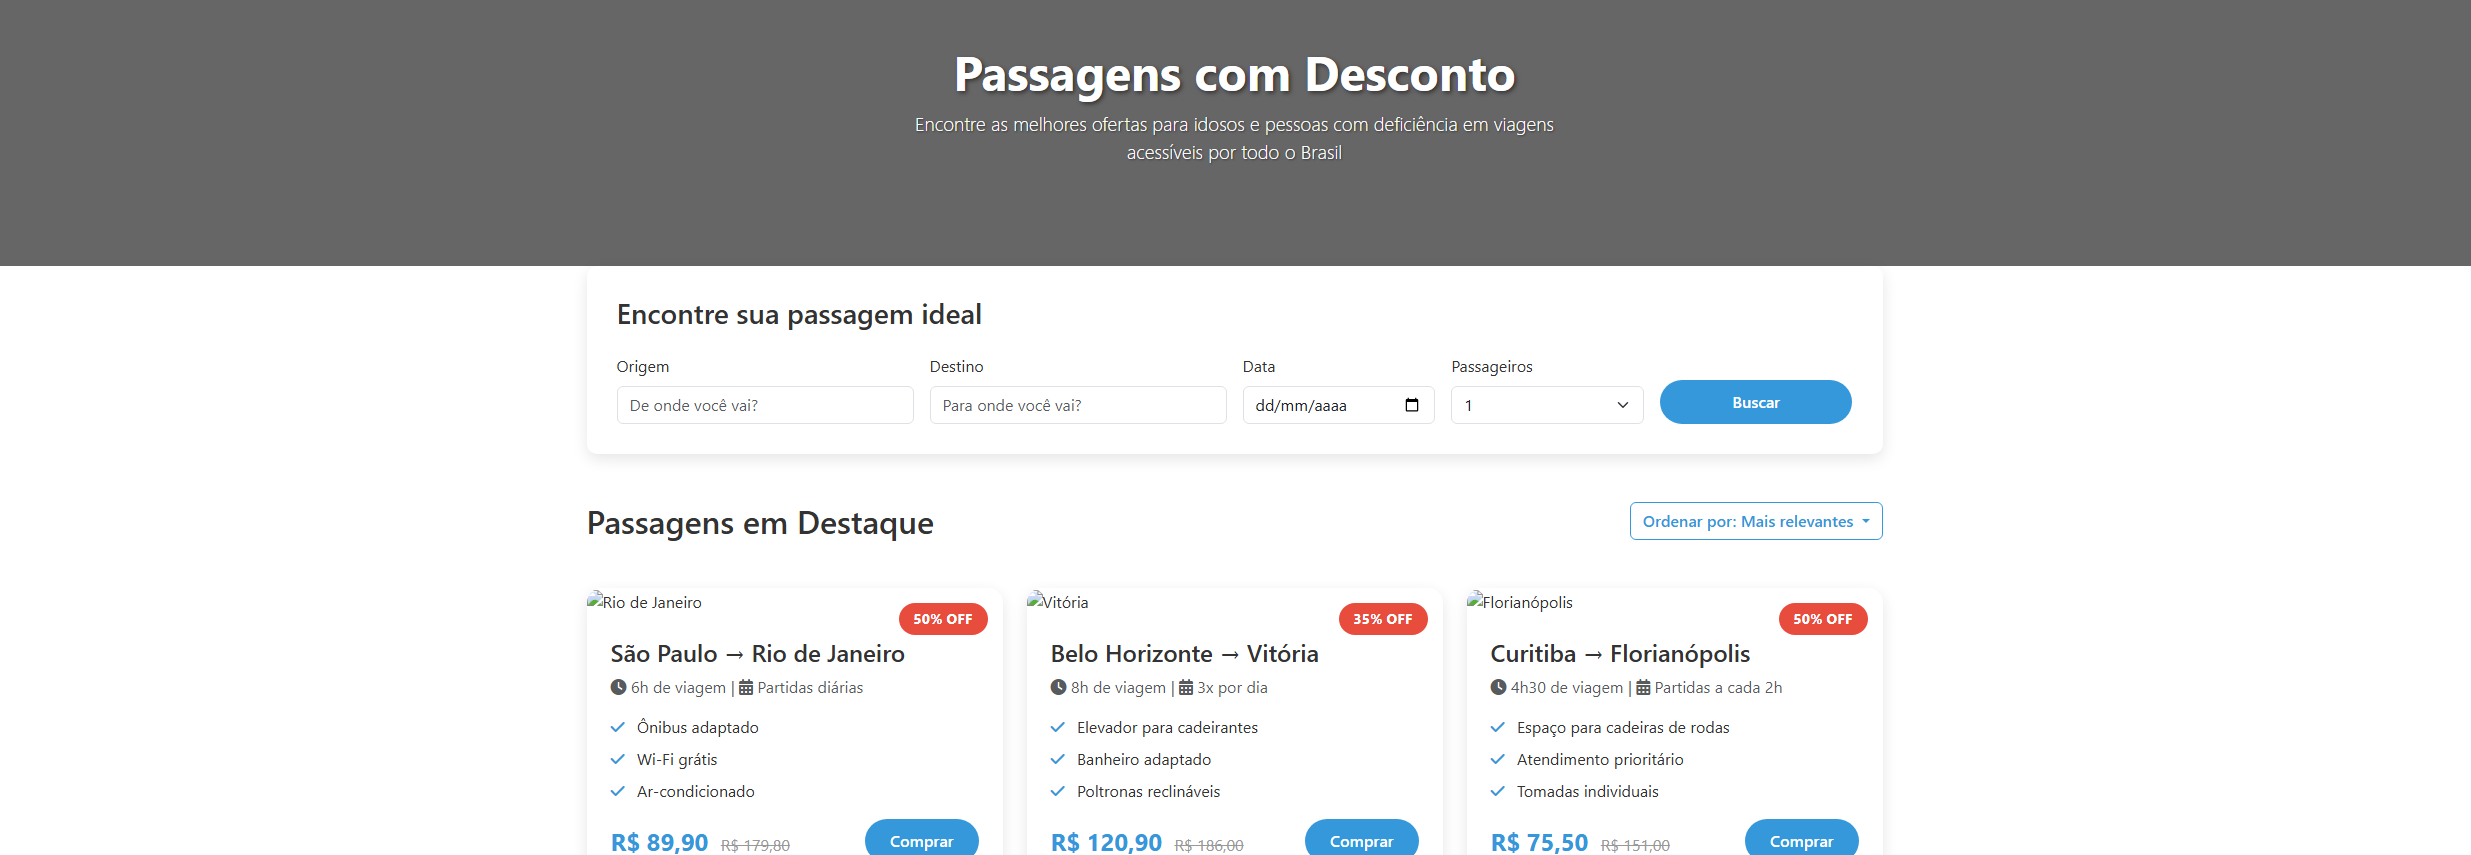 Passagens com Desconto
Encontre as melhores ofertas para idosos e pessoas com deficiência em viagens
acessíveis por todo o Brasil
Encontre sua passagem ideal
Origem
Destino
Data
Passageiros
De onde você vai?
Para onde você vai?
dd/mm/aaaa
1
Buscar
Passagens em Destaque
Ordenar por: Mais relevantes
Rio de Janeiro
50% OFF
São Paulo → Rio de Janeiro
6h de viagem | Partidas diárias
Ônibus adaptado
Wi-Fi grátis
Ar-condicionado
R$ 89,90 R$ 179,80
Comprar
Vitória
35% OFF
Belo Horizonte → Vitória
8h de viagem | 3x por dia
Elevador para cadeirantes
Banheiro adaptado
Poltronas reclináveis
R$ 120,90 R$ 186,00
Comprar
Florianópolis
50% OFF
Curitiba → Florianópolis
4h30 de viagem | Partidas a cada 2h
Espaço para cadeiras de rodas
Atendimento prioritário
Tomadas individuais
R$ 75,50 R$ 151,00
Comprar